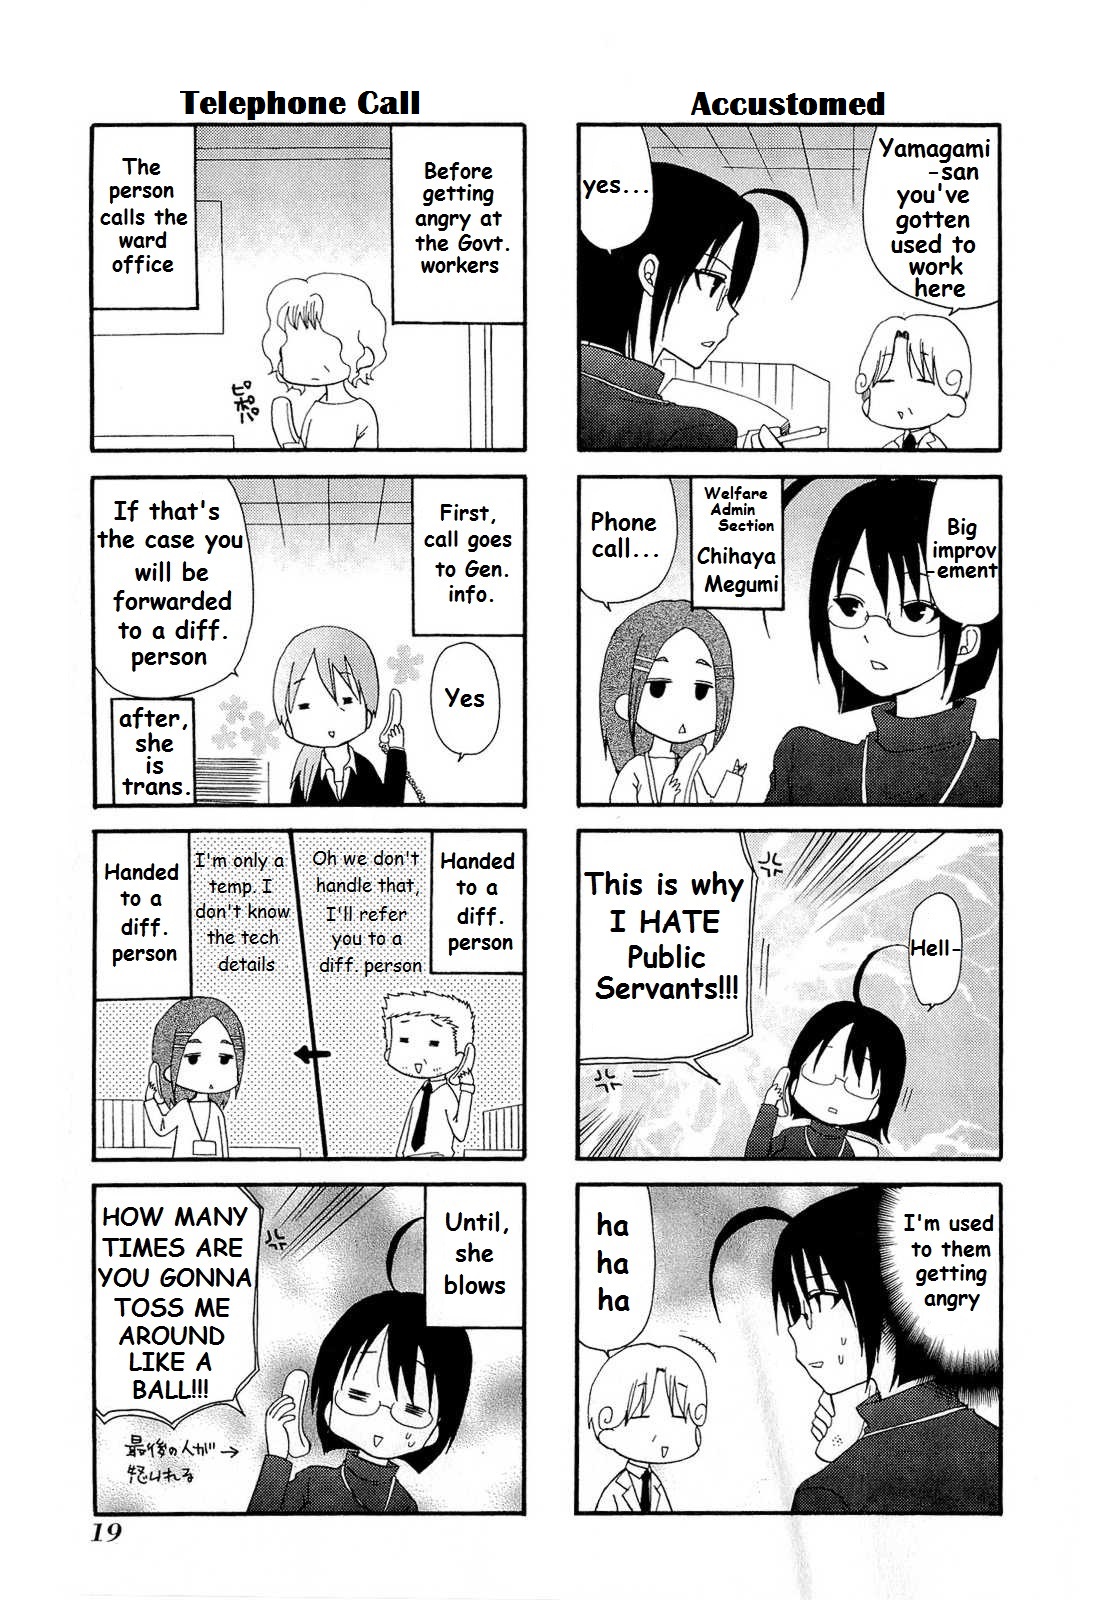 Accustomed
Yamagami
-san
you've
gotten
used to
work
here
yes...
Big
improv
-ement
Welfare
Admin
Section
Chihaya
Megumi
Phone
call...
Hell-
This is why
I HATE
Public
Servants!!!
I'm used
to them
getting
angry
ha
ha
ha
Telephone Call
Before
getting
angry at
the Govt.
workers
The
person
calls the
ward
office
ピポパ
First,
call goes
to Gen.
info.
Yes
If that's
the case you
will be
forwarded
to a diff.
person
after,
she
is
trans.
Handed
to a
diff.
person
Oh we don't
handle that,
I'll refer
you to a
diff. person
I'm only a
temp. I
don't know
the tech
details
Handed
to a
diff.
person
Until,
she
blows
HOW MANY
TIMES ARE
YOU GONNA
TOSS ME
AROUND
LIKE A
BALL!!!
最後の人が→
怒られる
19